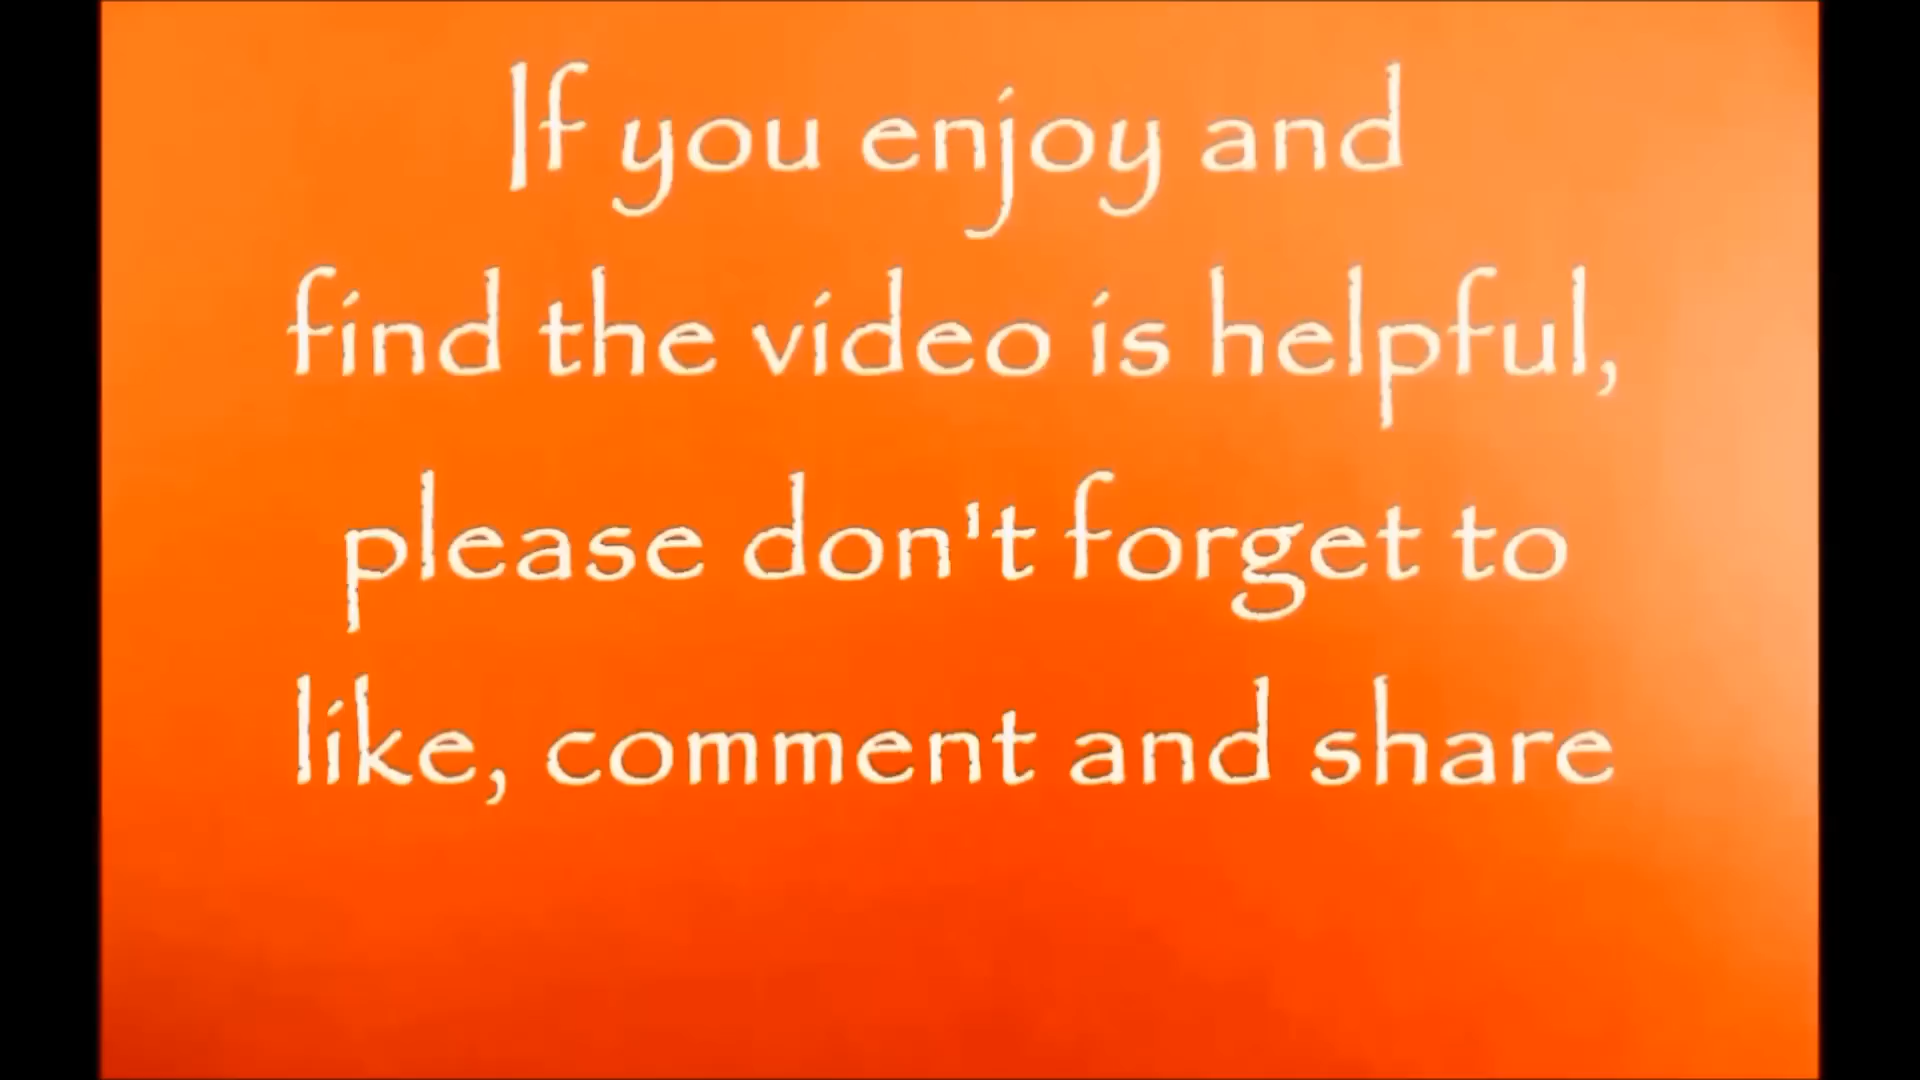 If you enjoy and
find the video is helpful,
please don't forget to
like, comment and share